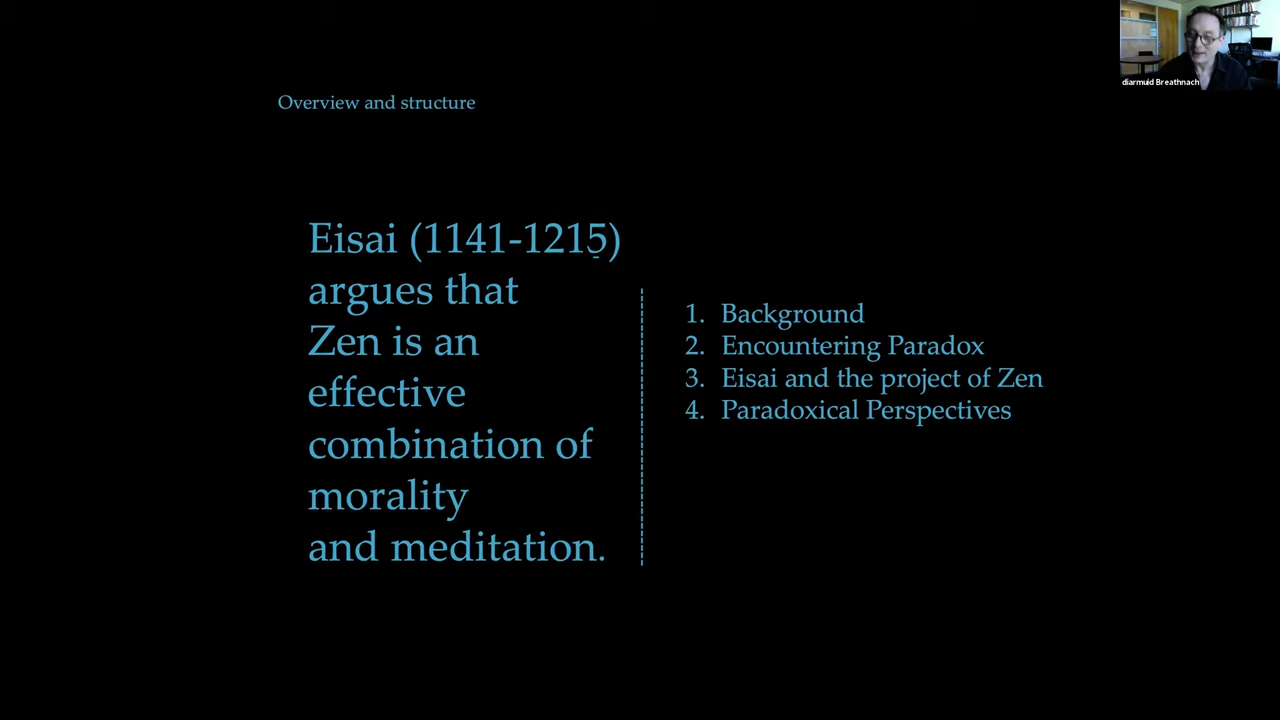 diarmuid Breathnach
Overview and structure
Eisai (1141-1215)
argues that
Zen is an
effective
combination of
morality
and meditation.
1. Background
2. Encountering Paradox
3. Eisai and the project of Zen
4. Paradoxical Perspectives